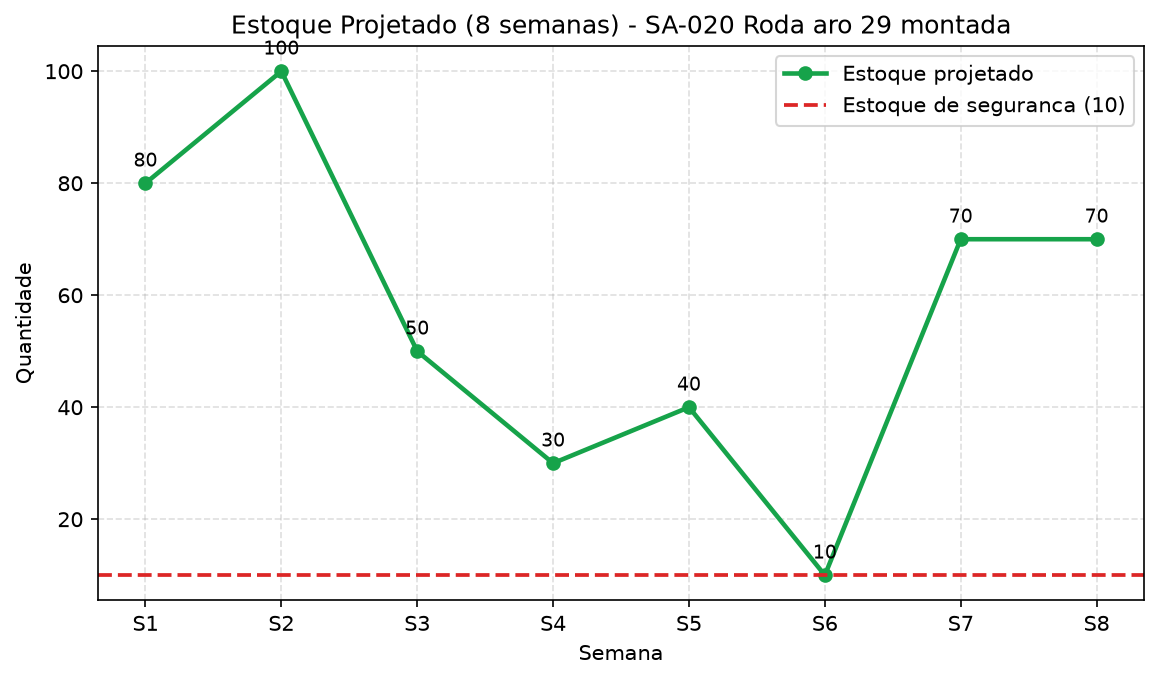 Estoque Projetado (8 semanas) - SA-020 Roda aro 29 montada
Estoque projetado
Estoque de seguranca (10)
Quantidade
100
80
60
40
20
80
100
50
30
40
10
70
70
S1 S2 S3 S4 S5 S6 S7 S8
Semana